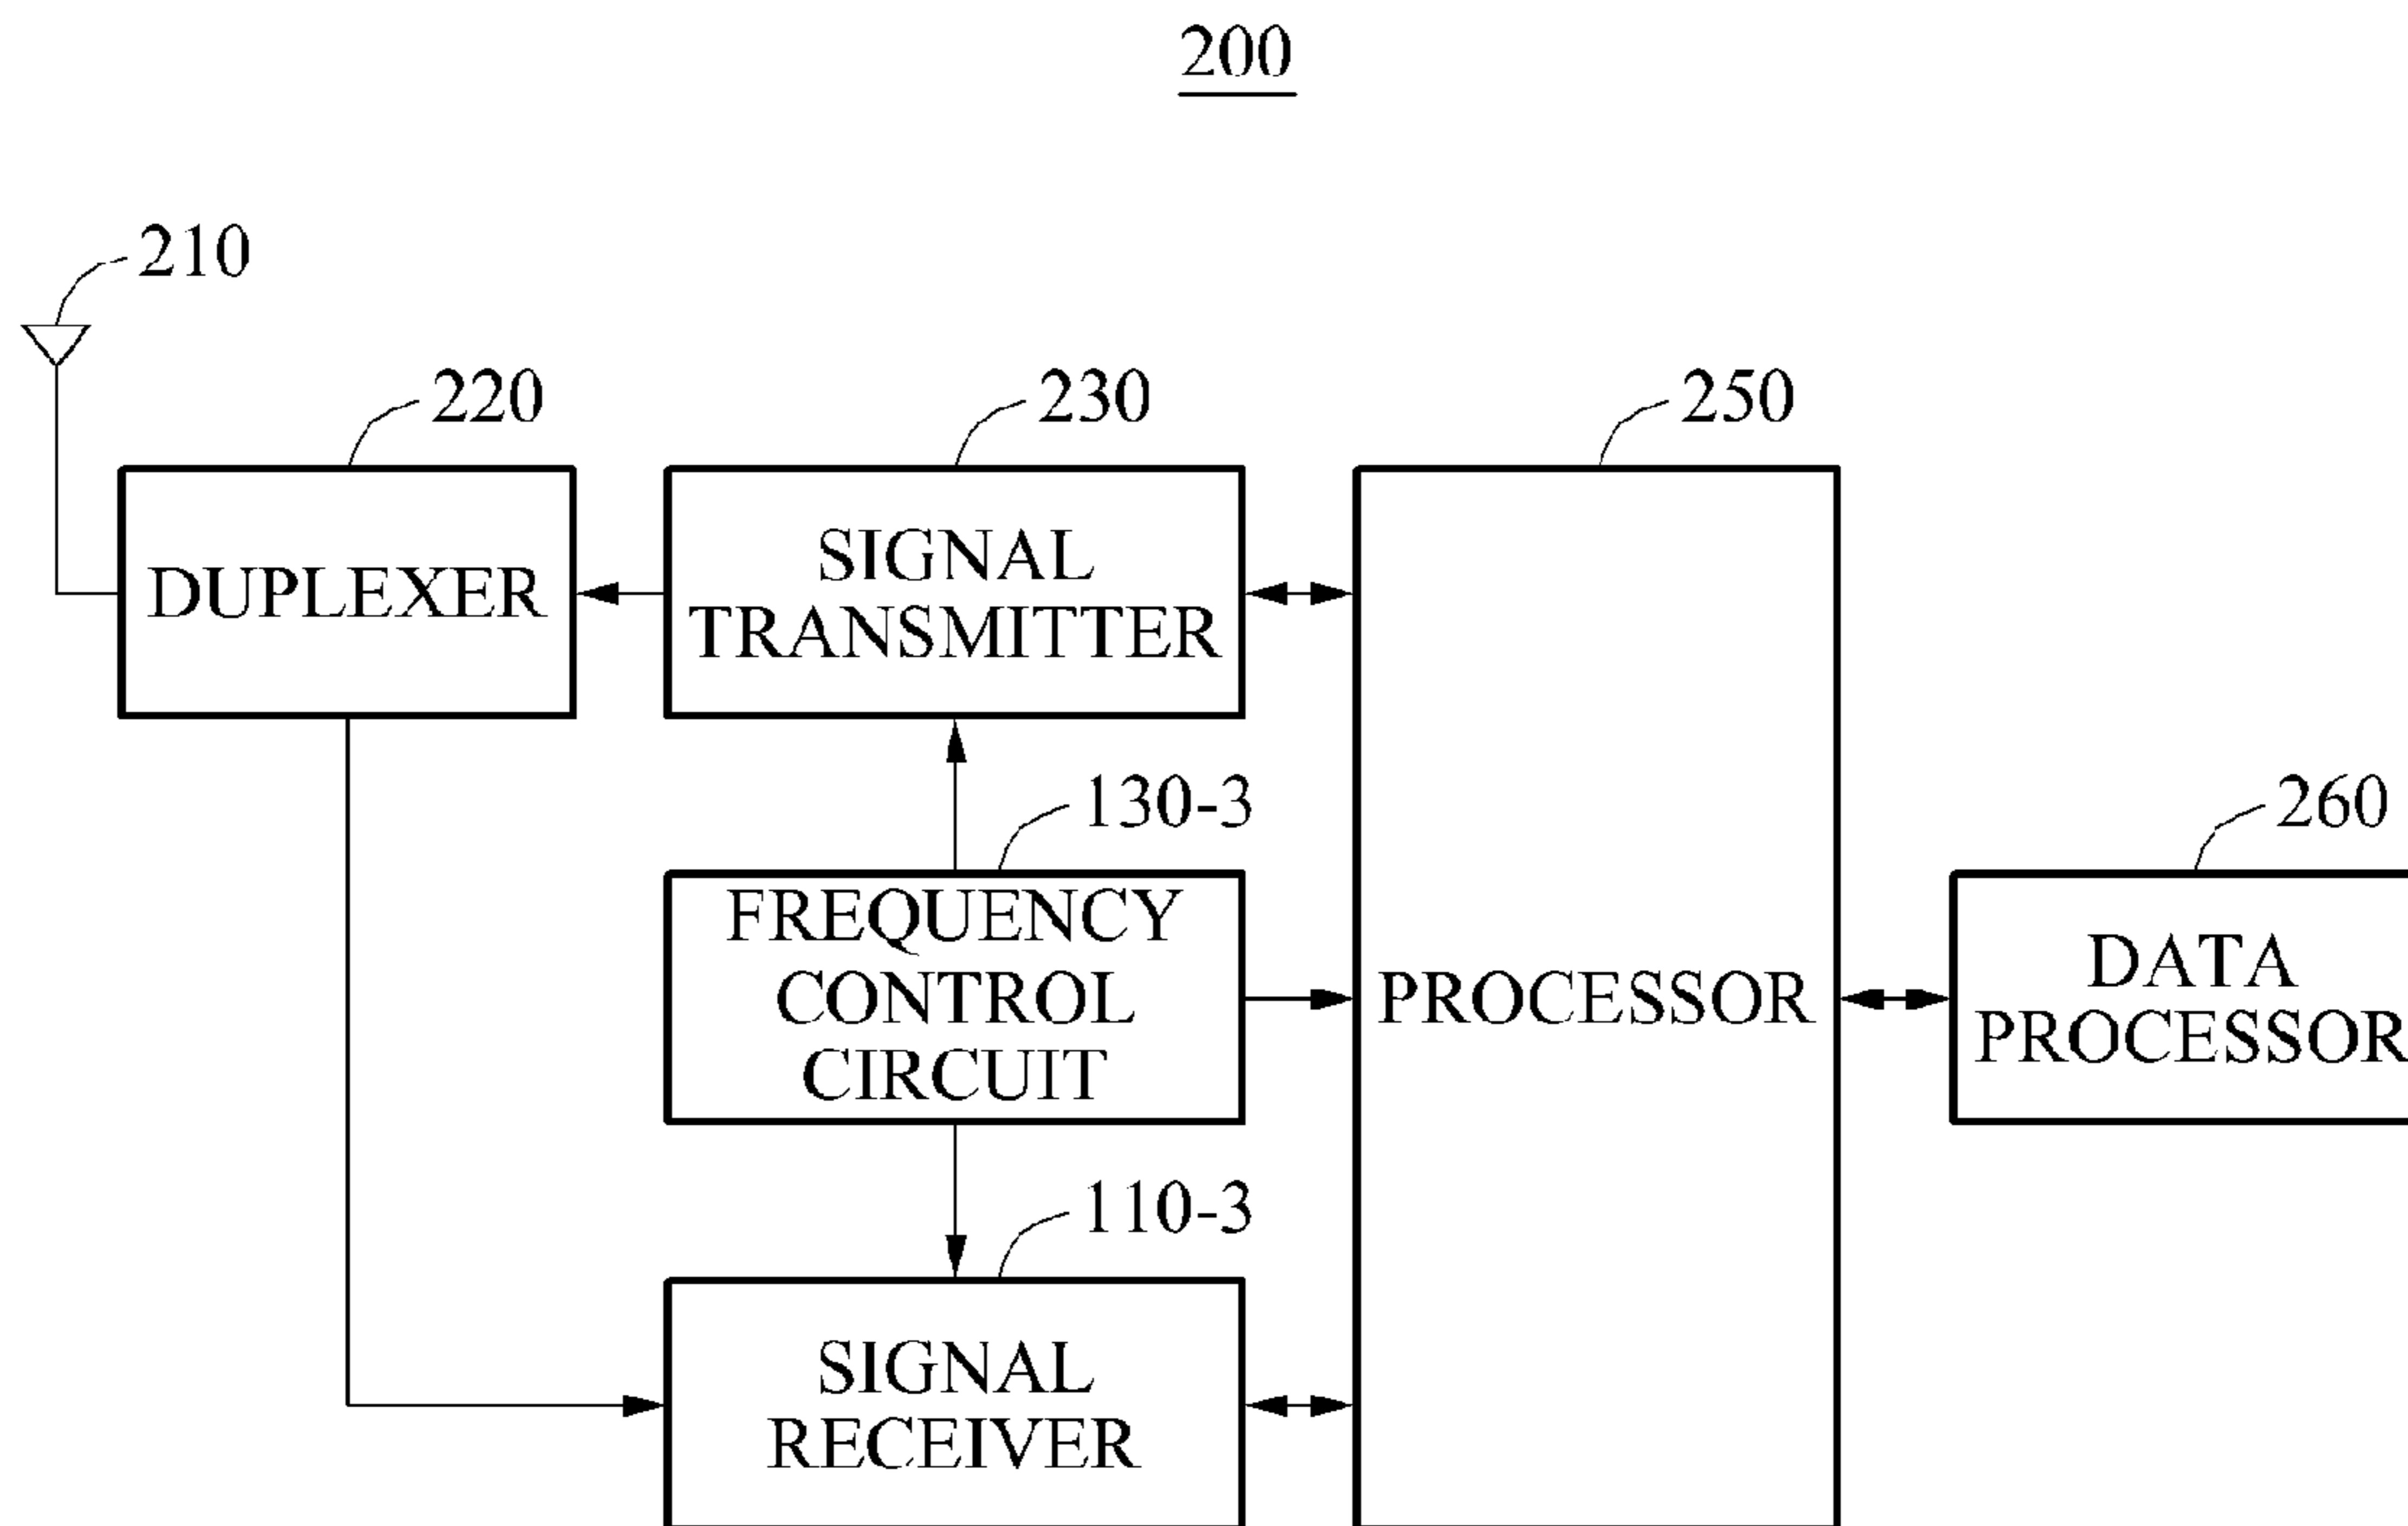 200
210
220
230
250
DUPLEXER
SIGNAL
TRANSMITTER
130-3
260
FREQUENCY
CONTROL
CIRCUIT
PROCESSOR
DATA
PROCESSOR
110-3
SIGNAL
RECEIVER